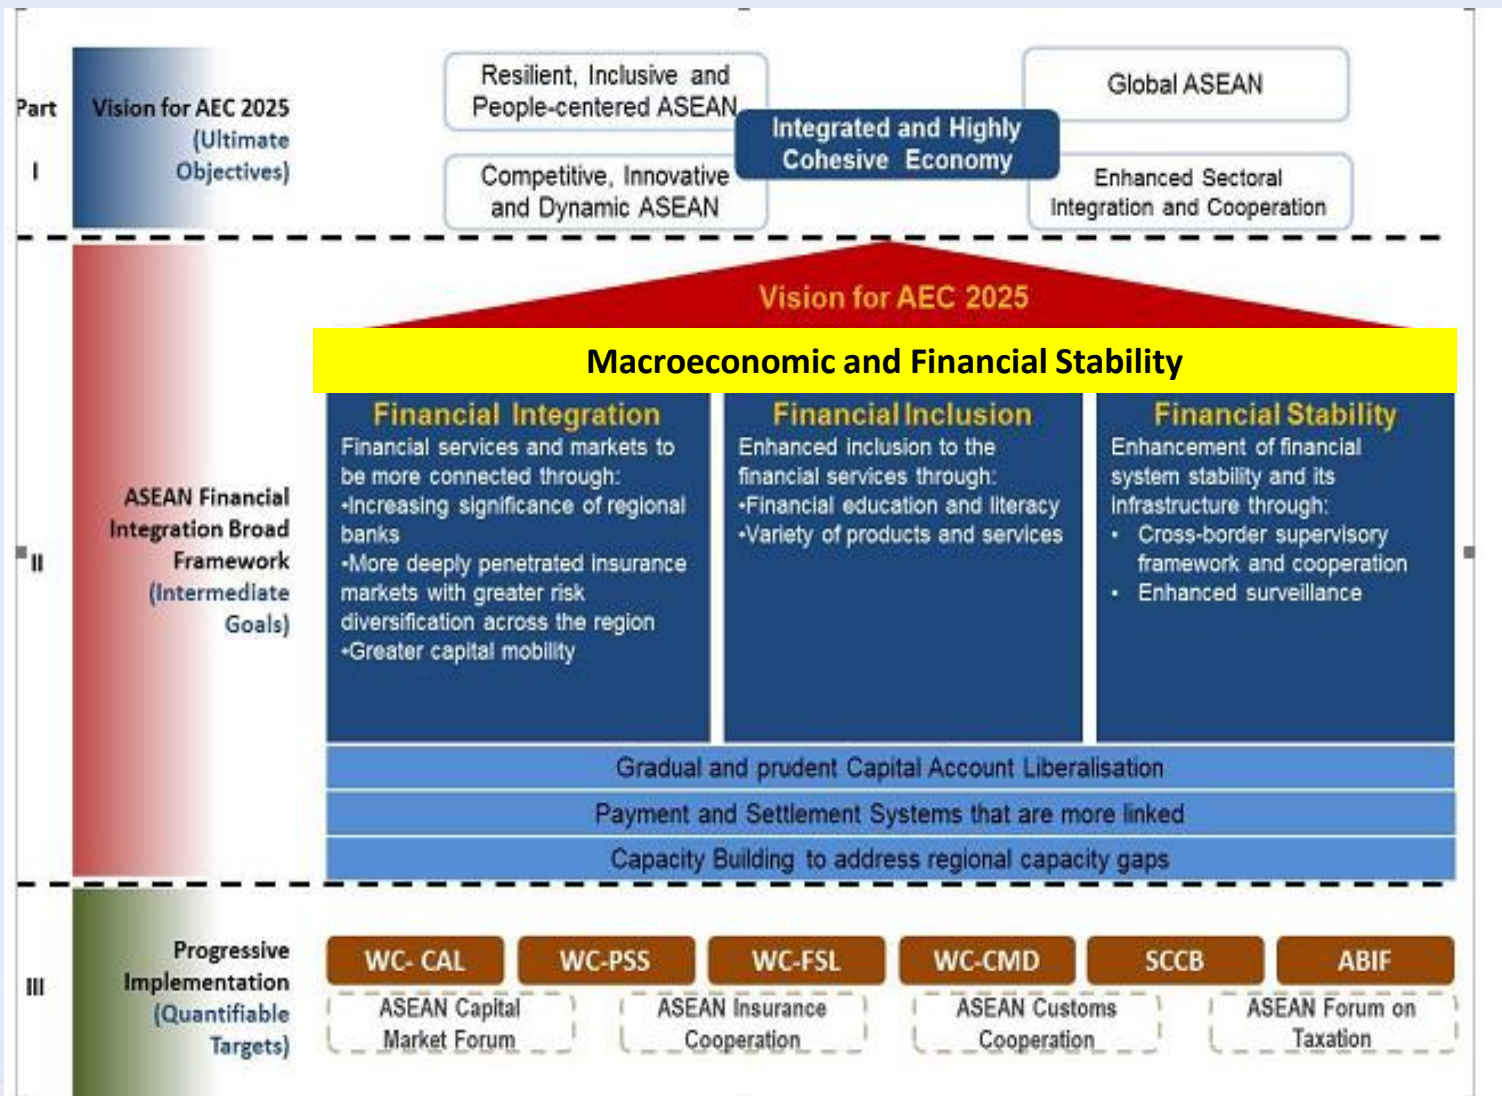 Part
I
Vision for AEC 2025
(Ultimate
Objectives)
Resilient, Inclusive and
People-centered ASEAN
Global ASEAN
Integrated and Highly
Cohesive Economy
Competitive, Innovative
and Dynamic ASEAN
Enhanced Sectoral
Integration and Cooperation
II
ASEAN Financial
Integration Broad
Framework
(Intermediate
Goals)
Vision for AEC 2025
Macroeconomic and Financial Stability
Financial Integration
Financial services and markets to
be more connected through:
•Increasing significance of regional
banks
•More deeply penetrated insurance
markets with greater risk
diversification across the region
•Greater capital mobility
Financial Inclusion
Enhanced inclusion to the
financial services through:
•Financial education and literacy
•Variety of products and services
Financial Stability
Enhancement of financial
system stability and its
infrastructure through:
• Cross-border supervisory
framework and cooperation
• Enhanced surveillance
Gradual and prudent Capital Account Liberalisation
Payment and Settlement Systems that are more linked
Capacity Building to address regional capacity gaps
III
Progressive
Implementation
(Quantifiable
Targets)
WC- CAL
WC-PSS
WC-FSL
WC-CMD
SCCB
ABIF
ASEAN Capital
Market Forum
ASEAN Insurance
Cooperation
ASEAN Customs
Cooperation
ASEAN Forum on
Taxation